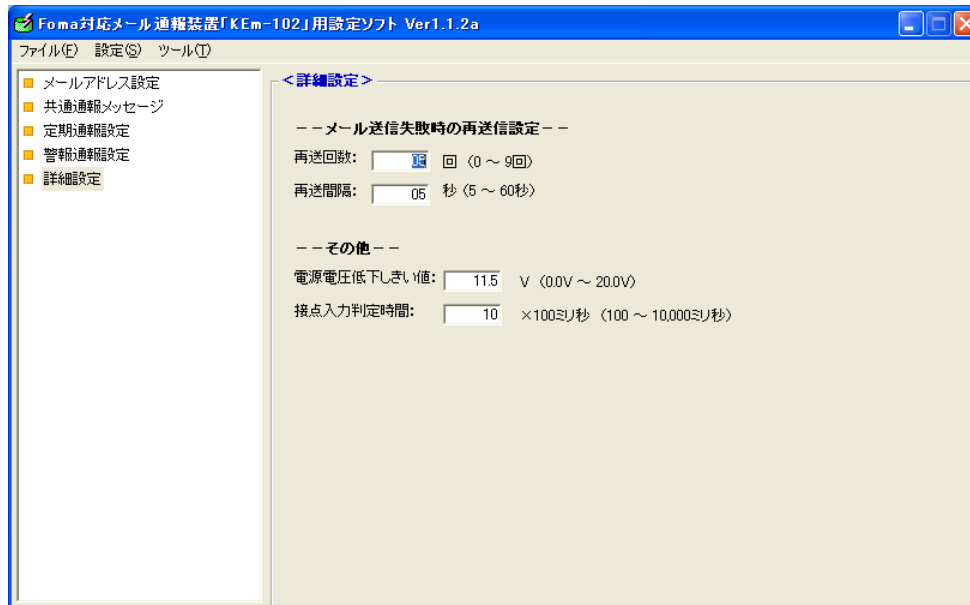 Foma対応メール通報装置「KEm-102」用設定ソフト Ver1.1.2a
ファイル(F) 設定(S) ツール(T)
メールアドレス設定
共通通報メッセージ
定期通報設定
警報通報設定
詳細設定
＜詳細設定＞
－－メール送信失敗時の再送信設定－－
再送回数: 回 (0 ～ 9回)
再送間隔: 05 秒 (5 ～ 60秒)
－－その他－－
電源電圧低下しきい値: 11.5 V (0.0V ～ 20.0V)
接点入力判定時間: 10 ×100ミリ秒 (100 ～ 10,000ミリ秒)